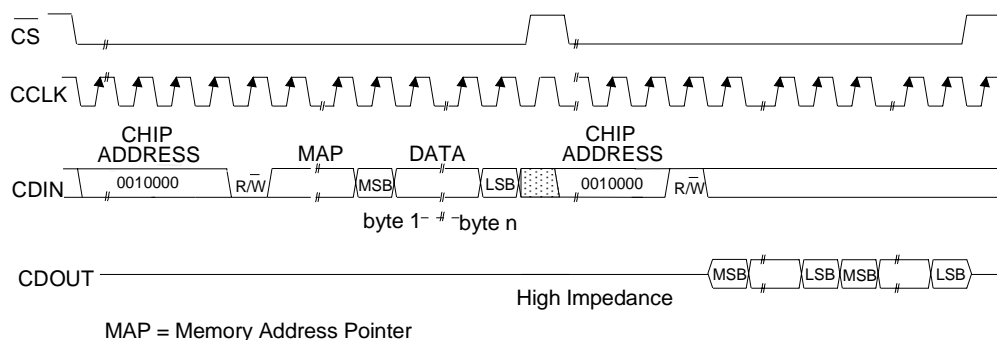 CS
CCLK
CHIP
ADDRESS
MAP
DATA
CHIP
ADDRESS
CDIN
0010000
R/W
MSB
LSB
0010000
R/W
byte 1
byte n
CDOUT
MSB
LSB
MSB
LSB
High Impedance
MAP = Memory Address Pointer